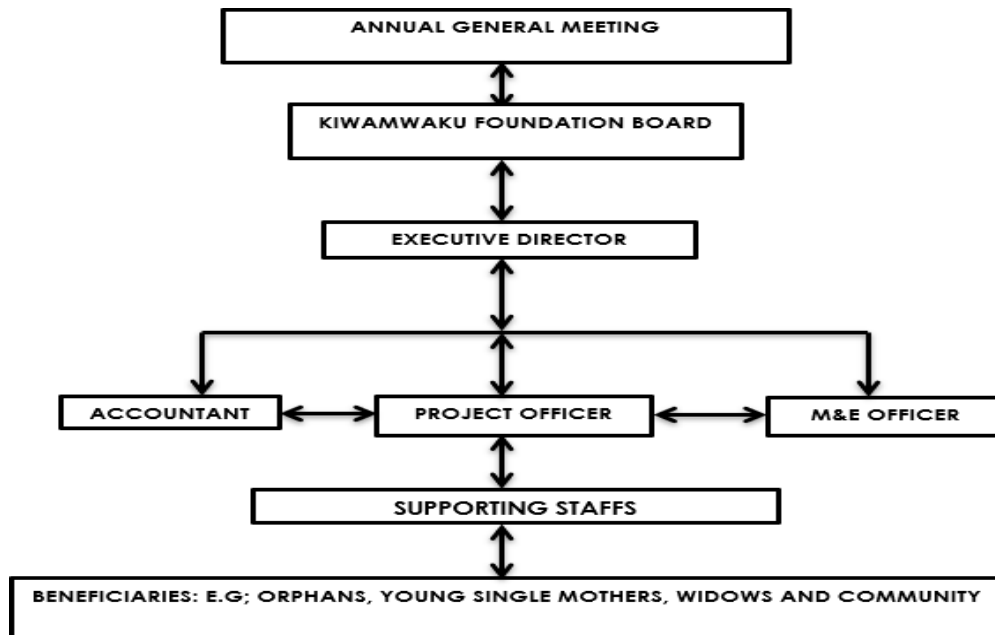 ANNUAL GENERAL MEETING
KIWAMWAKU FOUNDATION BOARD
EXECUTIVE DIRECTOR
ACCOUNTANT
PROJECT OFFICER
M&E OFFICER
SUPPORTING STAFFS
BENEFICIARIES: E.G; ORPHANS, YOUNG SINGLE MOTHERS, WIDOWS AND COMMUNITY